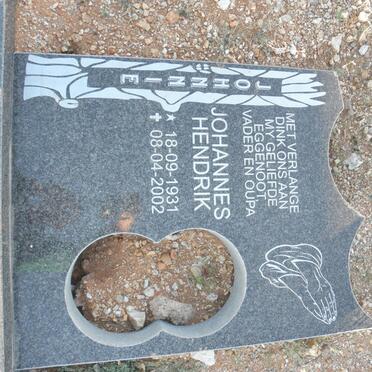 JOHNNIE
MET VERLANGE
DINK ONS AAN
MY GELIEFDE
EGGENOOT
VADER EN OUPA
JOHANNES
HENDRIK
★ 18-09-1931
✝ 08-04-2002